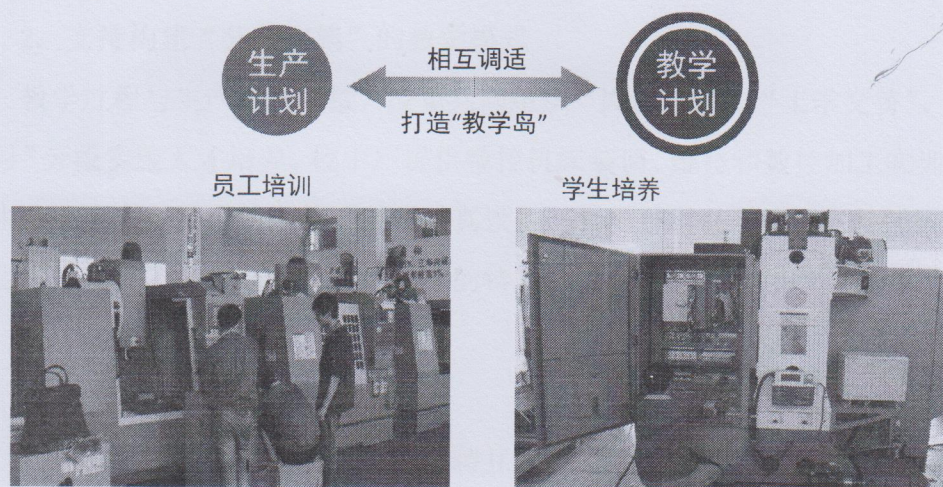 生产
计划
相互调适
打造“教学岛”
教学
计划
员工培训
学生培养